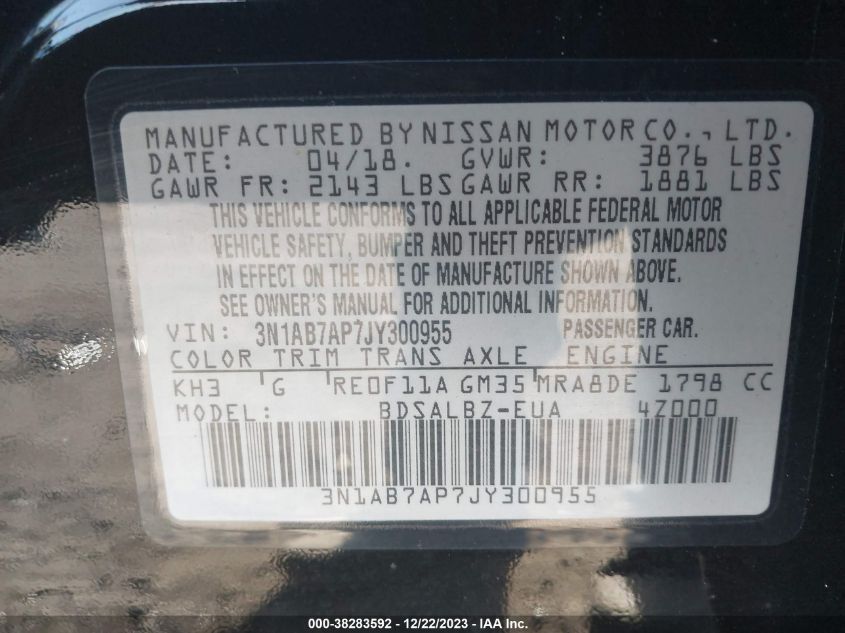 MANUFACTURED BY NISSAN MOTOR CO., LTD.
DATE: 04/18. GVWR: 3876 LBS
GAWR FR: 2143 LBS GAWR RR: 1881 LBS
THIS VEHICLE CONFORMS TO ALL APPLICABLE FEDERAL MOTOR
VEHICLE SAFETY, BUMPER AND THEFT PREVENTION STANDARDS
IN EFFECT ON THE DATE OF MANUFACTURE SHOWN ABOVE.
SEE OWNER'S MANUAL FOR ADDITIONAL INFORMATION.
VIN: 3N1AB7AP7JY300955 PASSENGER CAR.
COLOR TRIM TRANS AXLE ENGINE
KH3 G RE0F11A GM35 MRA8DE 1798 CC
MODEL: BDSALBZ-EUA 4Z000
3N1AB7AP7JY300955
000-38283592 - 12/22/2023 - IAA Inc.